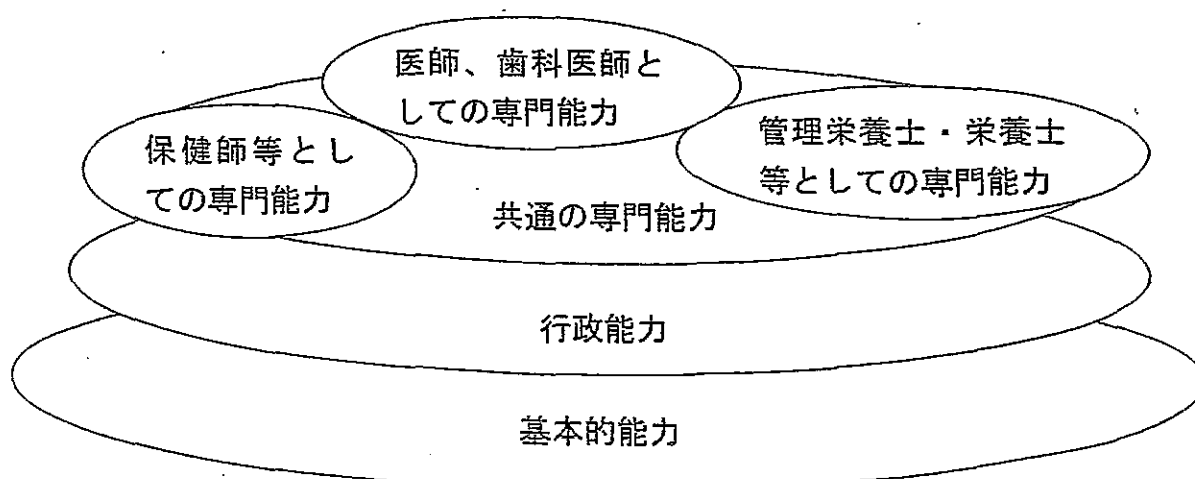 医師、歯科医師と
しての専門能力
保健師等とし
ての専門能力
管理栄養士・栄養士
等としての専門能力
共通の専門能力
行政能力
基本的能力